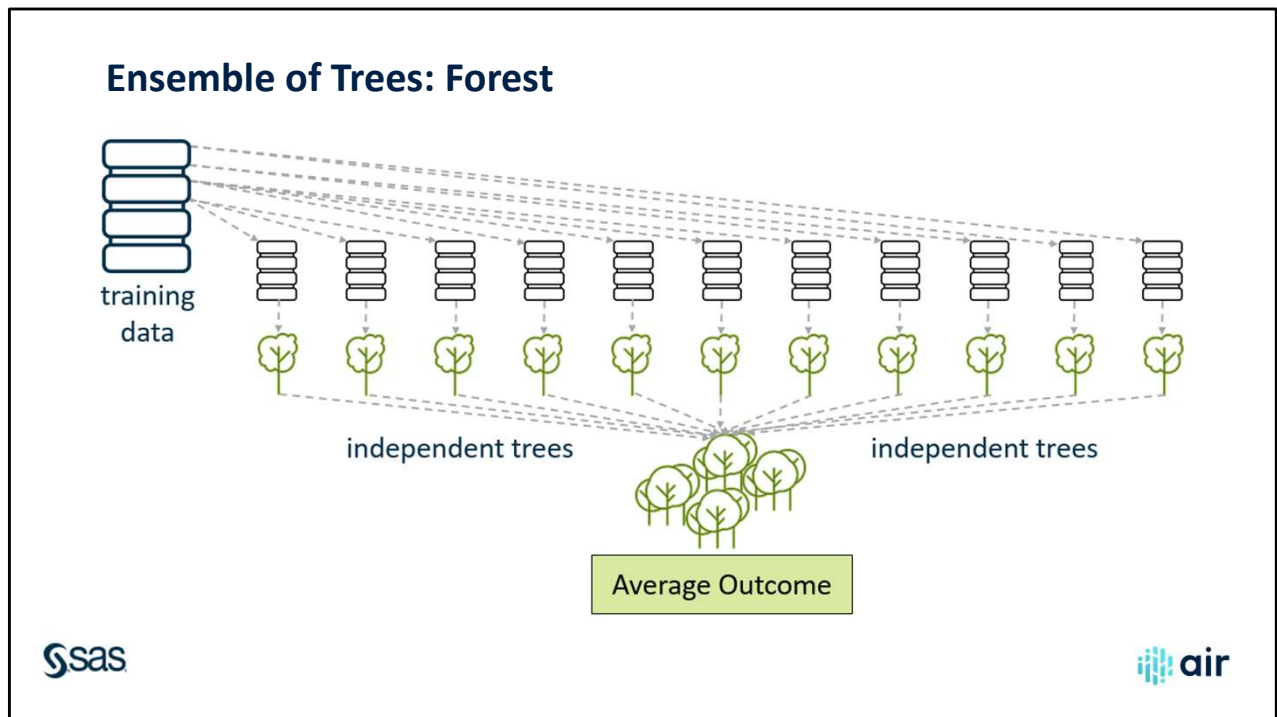 Ensemble of Trees: Forest
training
data
independent trees
independent trees
Average Outcome
sas
air